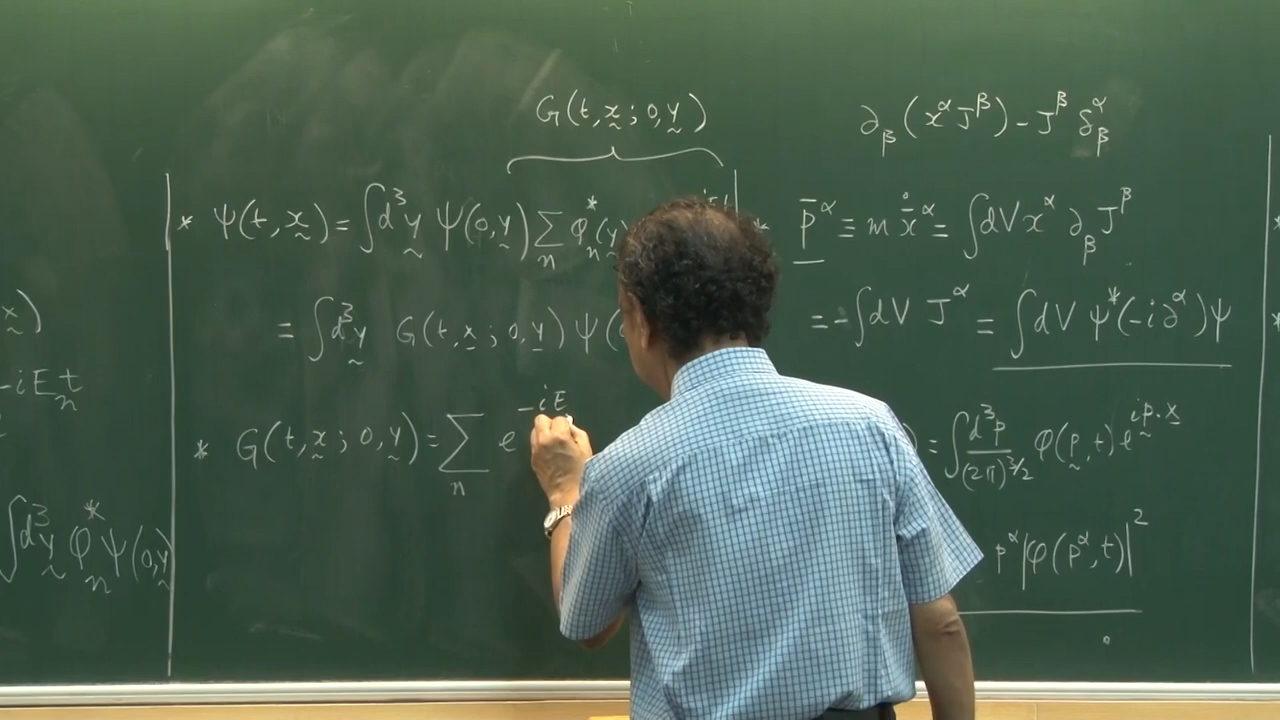 x)
-iE_n t
∫d³y φ*_n ψ(0,y)
G(t,x;0,y)
* ψ(t,x) = ∫d³y ψ(0,y) Σ_n φ*_n(y)
= ∫d³y G(t,x;0,y) ψ(
* G(t,x;0,y) = Σ_n e^{-iE
∂_β(x^α J^β) - J^β δ^α_β
p̄^α ≡ m ẋ̄^α = ∫dV x^α ∂_β J^β
= -∫dV J^α = ∫dV ψ*(-i∂^α)ψ
) = ∫ d³p/(2π)^{3/2} φ(p,t) e^{ip·x}
p^α|φ(p^α,t)|²